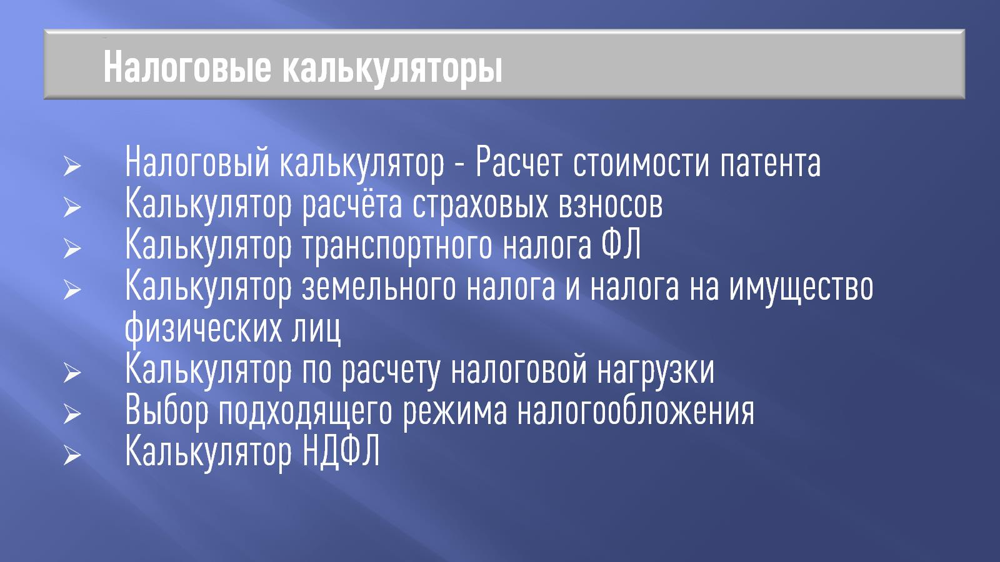 Налоговые калькуляторы
Налоговый калькулятор - Расчет стоимости патента
Калькулятор расчёта страховых взносов
Калькулятор транспортного налога ФЛ
Калькулятор земельного налога и налога на имущество
физических лиц
Калькулятор по расчету налоговой нагрузки
Выбор подходящего режима налогообложения
Калькулятор НДФЛ